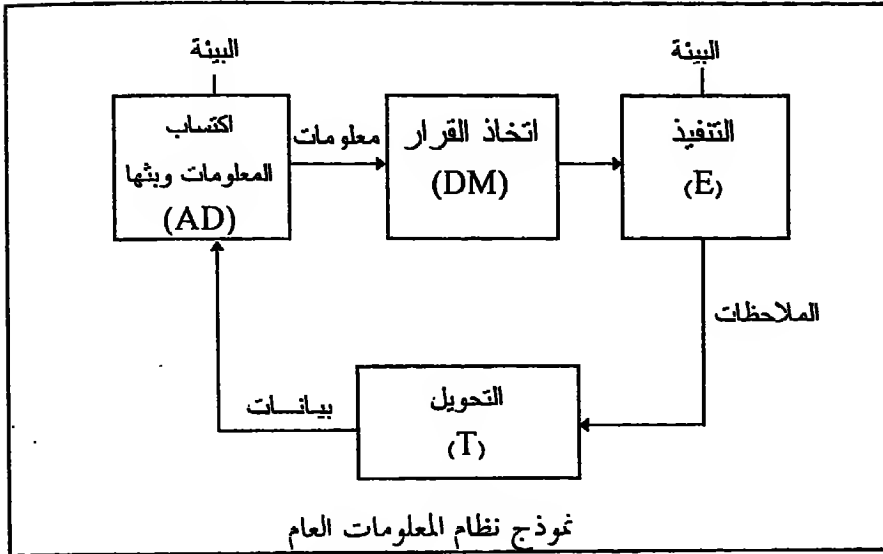 البيئة
البيئة
اكتساب
المعلومات وبثها
(AD)
معلومات
اتخاذ القرار
(DM)
التنفيذ
(E)
الملاحظات
التحويل
(T)
بيانـــات
نموذج نظام المعلومات العام